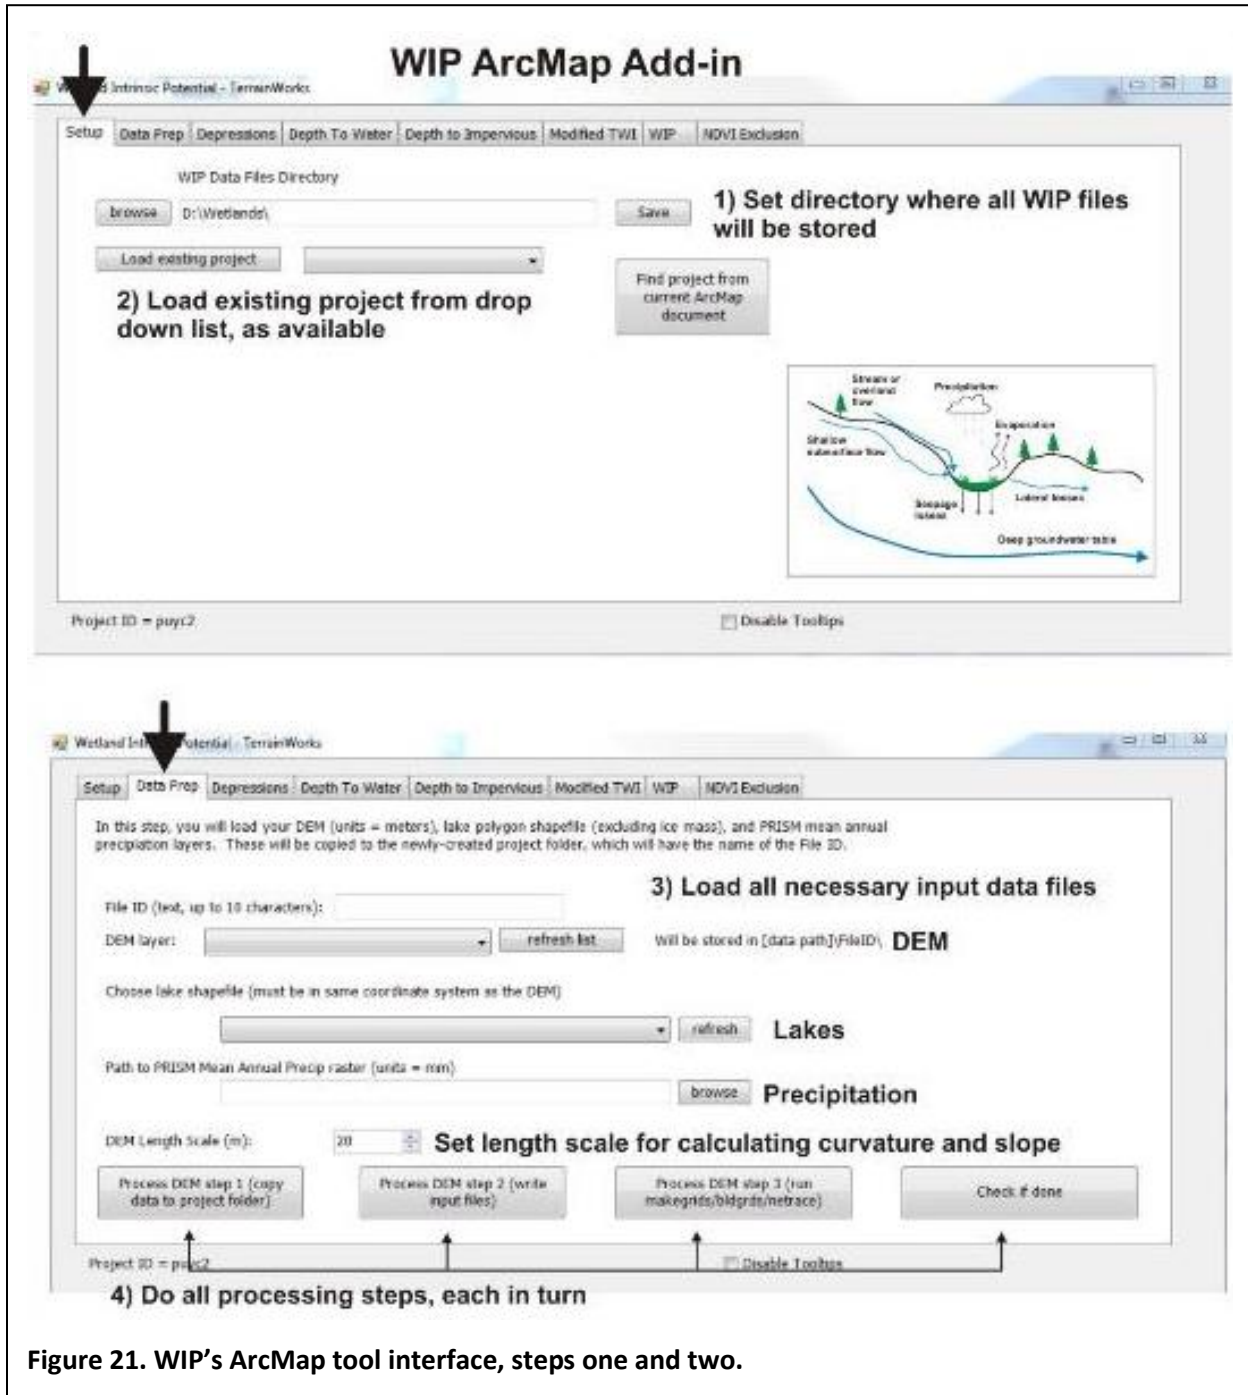 WIP ArcMap Add-in
Intrinsic Potential - TerrainWorks
Setup Data Prep Depressions Depth To Water Depth to Impervious Modified TWI WIP NDVI Exclusion
WIP Data Files Directory
browse D:\Wetlands\ Save
1) Set directory where all WIP files
will be stored
Load existing project
Find project from
current ArcMap
document
2) Load existing project from drop
down list, as available
Stream or
overland
flow
Precipitation
Evaporation
Shallow
subsurface flow
Seepage
losses
Lateral losses
Deep groundwater table
Project ID = puyc2
Disable Tooltips
Wetland Potential - TerrainWorks
Setup Data Prep Depressions Depth To Water Depth to Impervious Modified TWI WIP NDVI Exclusion
In this step, you will load your DEM (units = meters), lake polygon shapefile (excluding ice mass), and PRISM mean annual
precipiation layers. These will be copied to the newly-created project folder, which will have the name of the File ID.
3) Load all necessary input data files
File ID (text, up to 10 characters):
DEM layer: refresh list Will be stored in [data path]\FileID\ DEM
Choose lake shapefile (must be in same coordinate system as the DEM)
refresh Lakes
Path to PRISM Mean Annual Precip raster (units = mm)
browse Precipitation
DEM Length Scale (m): 20 Set length scale for calculating curvature and slope
Process DEM step 1 (copy
data to project folder)
Process DEM step 2 (write
input files)
Process DEM step 3 (run
makegrids/bldgrds/netrace)
Check if done
Project ID = puyc2
Disable Tooltips
4) Do all processing steps, each in turn
Figure 21. WIP's ArcMap tool interface, steps one and two.